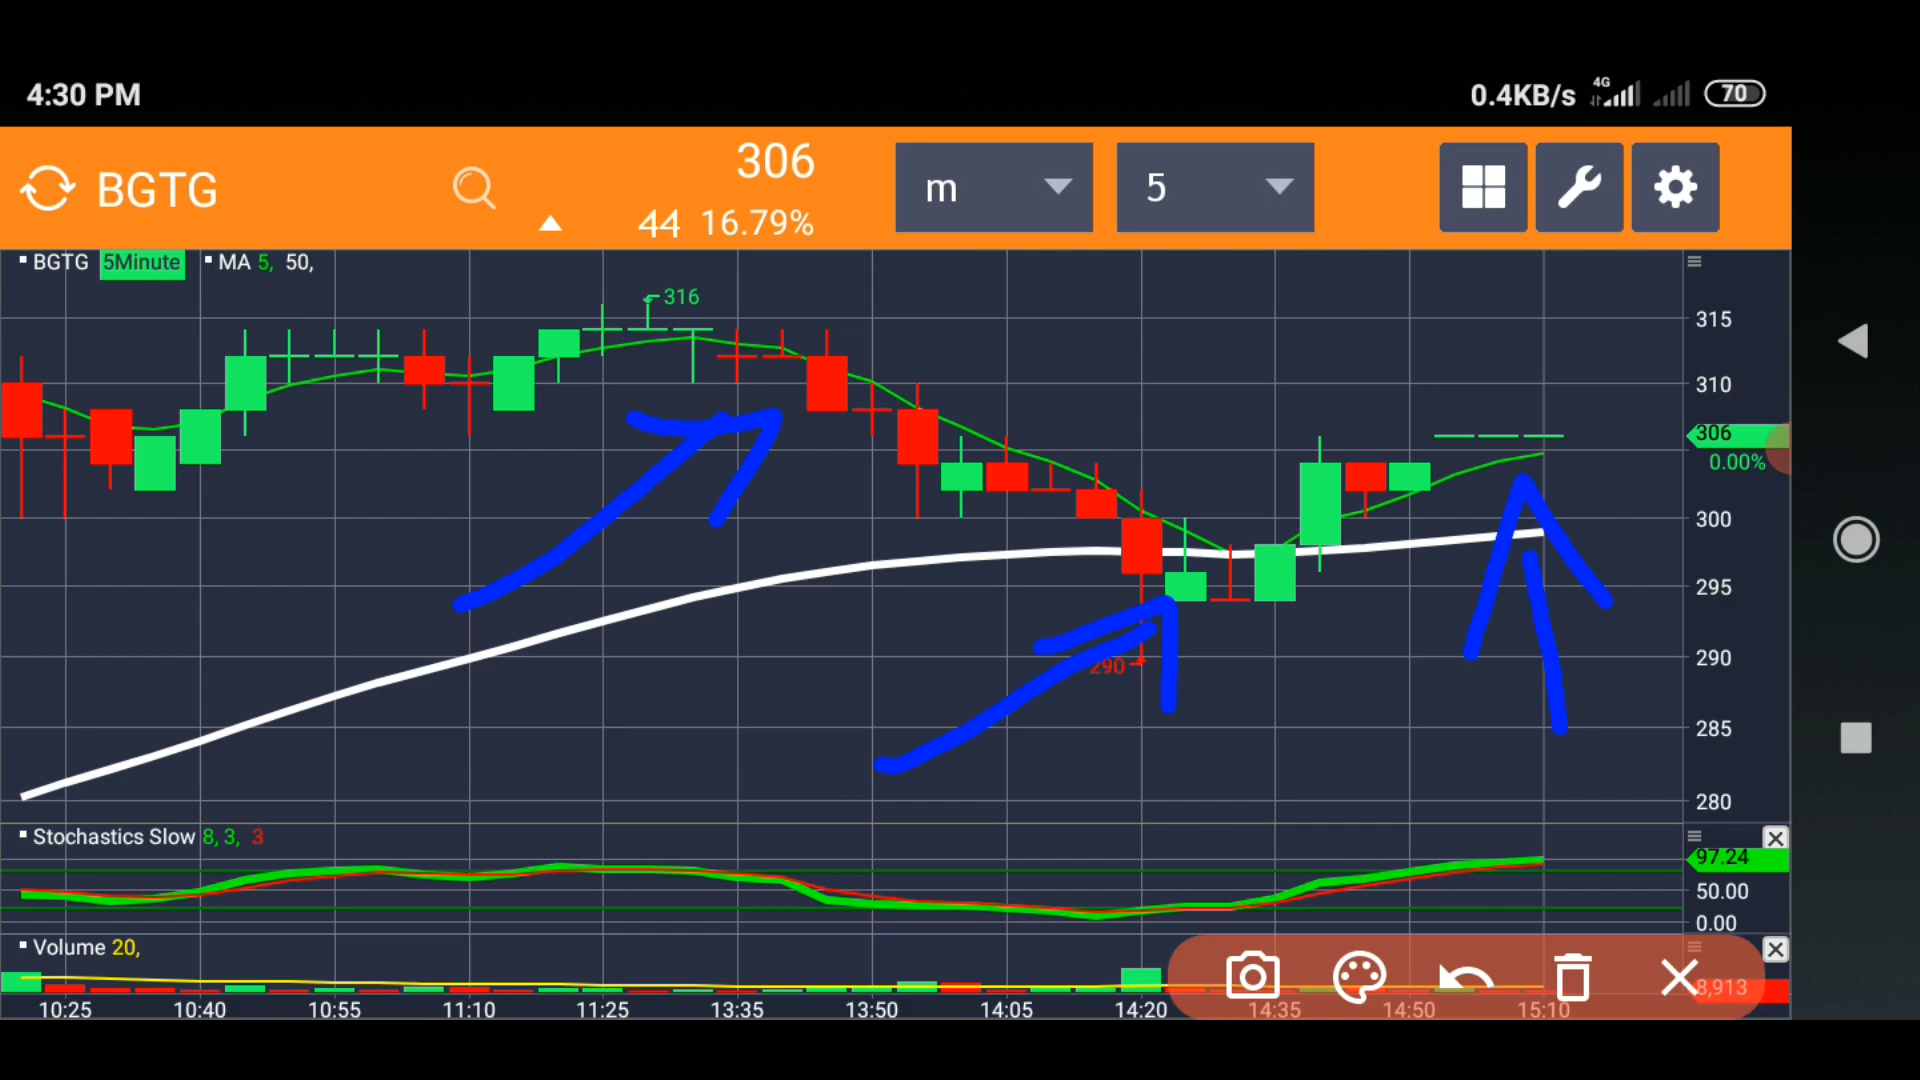 4:30 PM
0.4KB/s 4G 70
BGTG
306
44 16.79%
m
5
BGTG 5Minute MA 5, 50,
316
290
315
310
306
0.00%
300
295
290
285
280
Stochastics Slow 8, 3, 3
97.24
50.00
0.00
Volume 20,
8,913
10:25 10:40 10:55 11:10 11:25 13:35 13:50 14:05 14:20 14:35 14:50 15:10